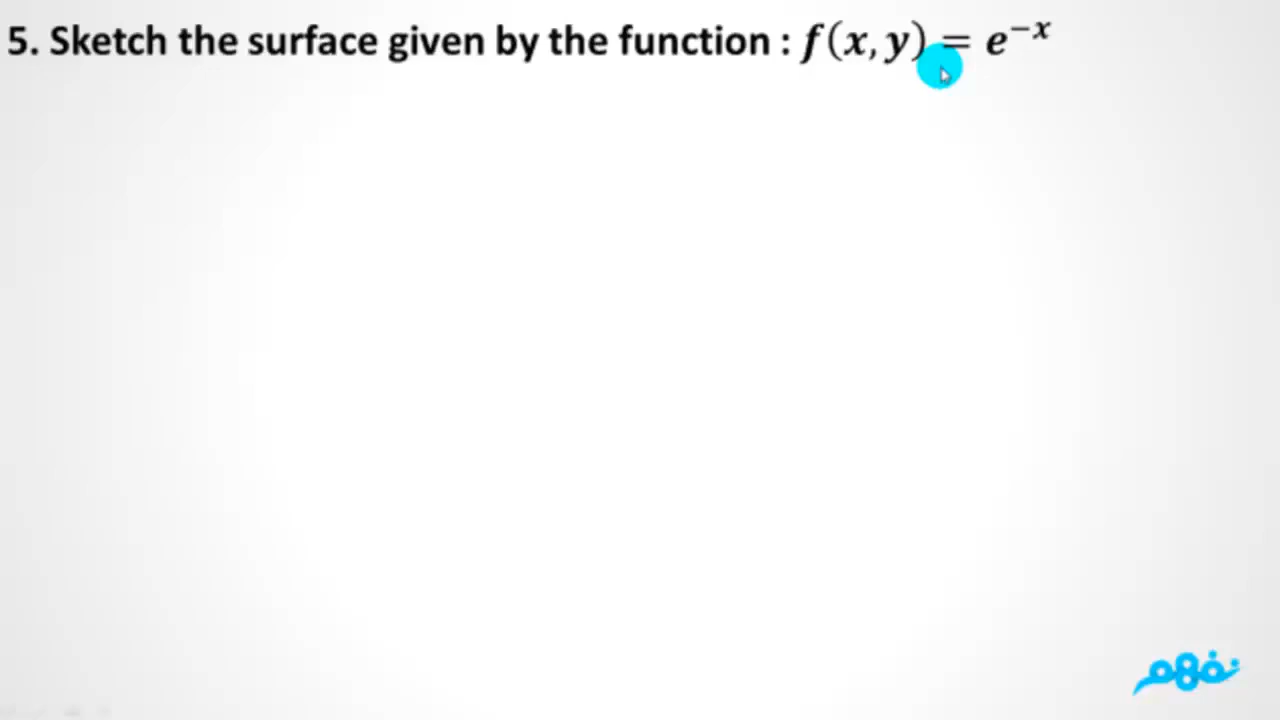 5. Sketch the surface given by the function : f(x, y) = e^{-x}
نفهم